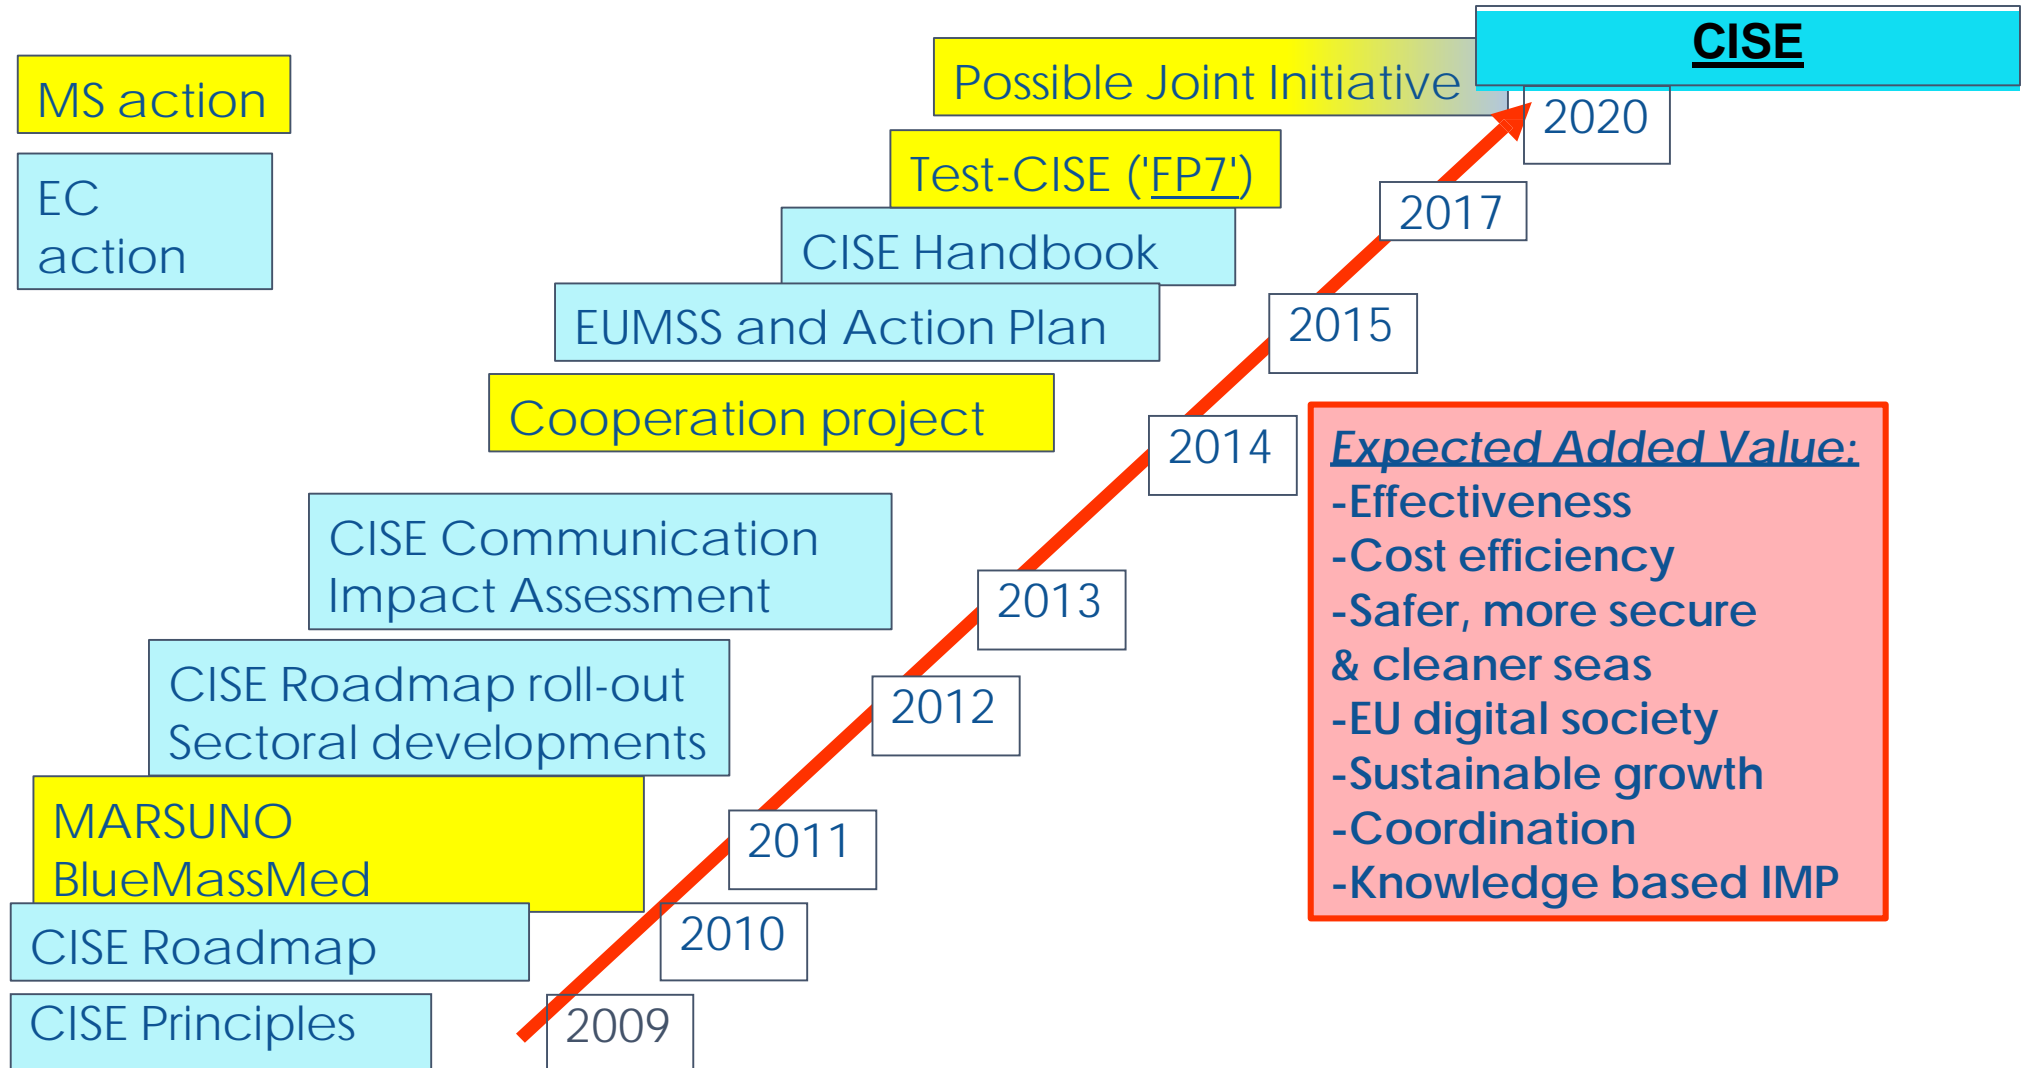 CISE
MS action
Possible Joint Initiative
2020
Test-CISE ('FP7')
EC
action
2017
CISE Handbook
EUMSS and Action Plan
2015
Cooperation project
2014
Expected Added Value:
-Effectiveness
-Cost efficiency
-Safer, more secure
& cleaner seas
-EU digital society
-Sustainable growth
-Coordination
-Knowledge based IMP
CISE Communication
Impact Assessment
2013
CISE Roadmap roll-out
Sectoral developments
2012
MARSUNO
BlueMassMed
2011
CISE Roadmap
2010
CISE Principles
2009